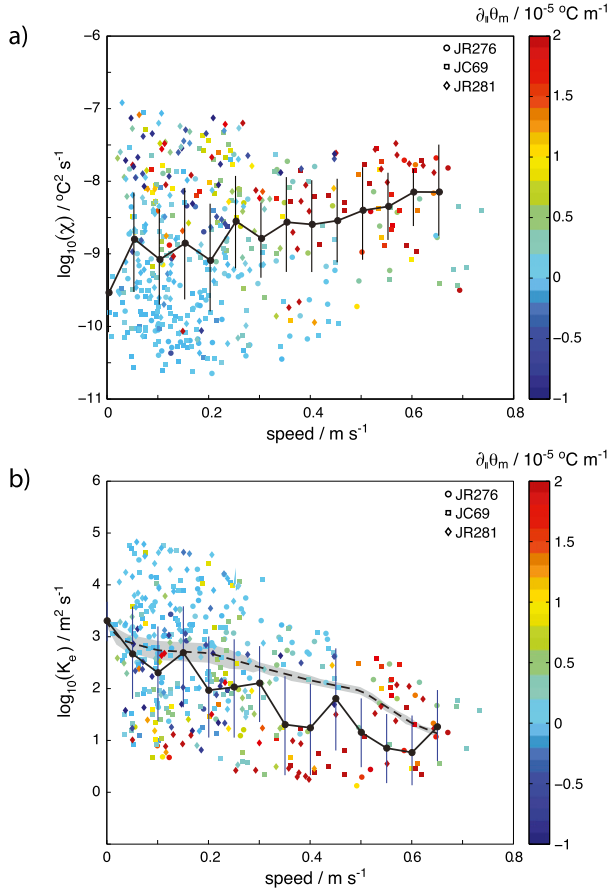 ∂∥θm / 10^-5 °C m^-1
a)
−6
JR276
JC69
JR281
−7
−8
−9
−10
−11
log10(χ) / °C² s^-1
0 0.2 0.4 0.6 0.8
speed / m s^-1
2
1.5
1
0.5
0
−0.5
−1
∂∥θm / 10^-5 °C m^-1
b)
6
JR276
JC69
JR281
5
4
3
2
1
0
log10(Ke) / m² s^-1
0 0.2 0.4 0.6 0.8
speed / m s^-1
2
1.5
1
0.5
0
−0.5
−1